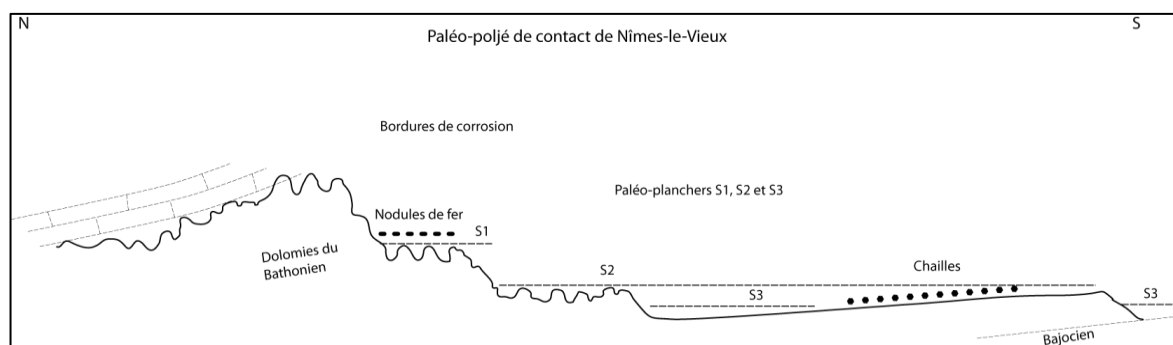 N
S
Paléo-poljé de contact de Nîmes-le-Vieux
Bordures de corrosion
Paléo-planchers S1, S2 et S3
Nodules de fer
S1
Dolomies du
Bathonien
S2
Chailles
S3
S3
Bajocien